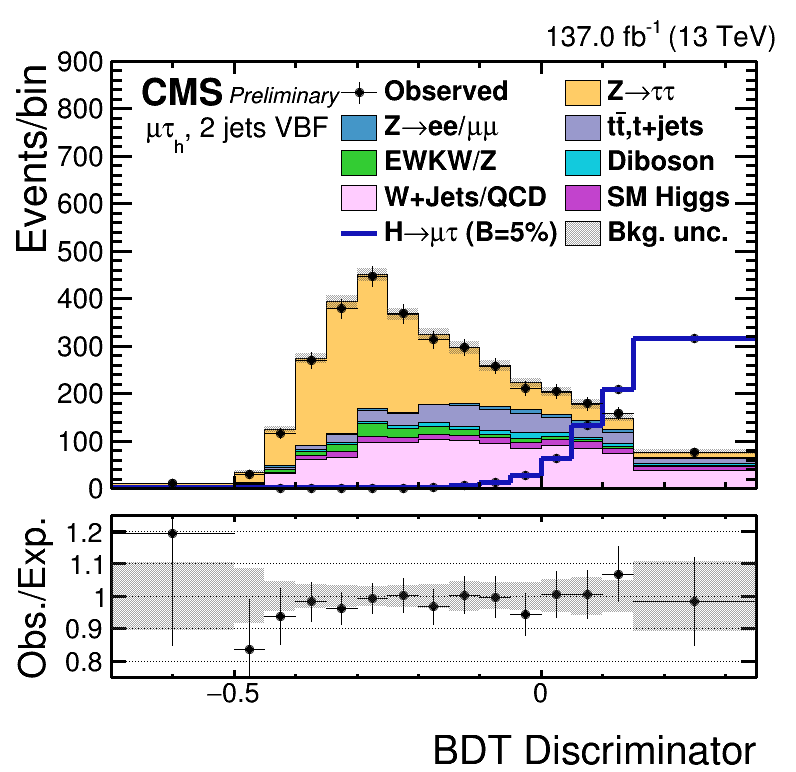 137.0 fb⁻¹ (13 TeV)
Events/bin
900
800
700
600
500
400
300
200
100
0
CMS Preliminary
μτₕ, 2 jets VBF
Observed
Z→ττ
Z→ee/μμ
tt̄,t+jets
EWKW/Z
Diboson
W+Jets/QCD
SM Higgs
H→μτ (B=5%)
Bkg. unc.
Obs./Exp.
1.2
1.1
1
0.9
0.8
−0.5
0
BDT Discriminator